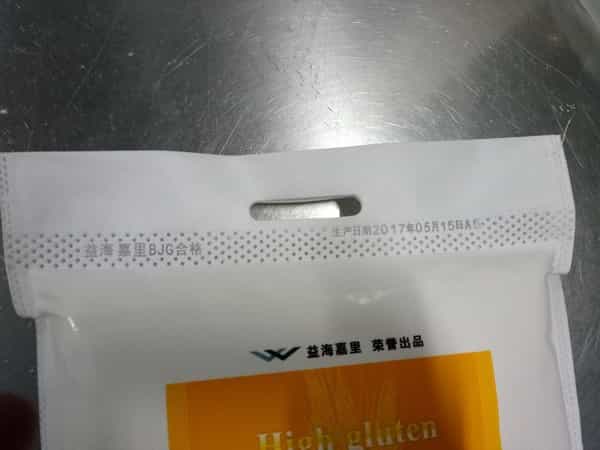 生产日期2017年05月15日A
益海嘉里BJG合格
益海嘉里 荣誉出品
High gluten